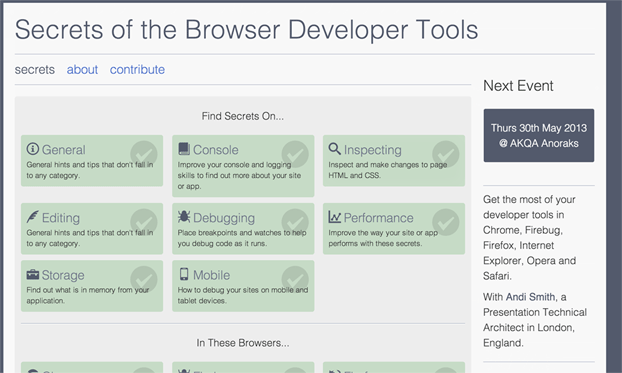 Secrets of the Browser Developer Tools
secrets about contribute
Find Secrets On...
General
General hints and tips that don't fall in
to any category.
Console
Improve your console and logging
skills to find out more about your site
or app.
Inspecting
Inspect and make changes to page
HTML and CSS.
Editing
General hints and tips that don't fall in
to any category.
Debugging
Place breakpoints and watches to help
you debug code as it runs.
Performance
Improve the way your site or app
performs with these secrets.
Storage
Find out what is in memory from your
application.
Mobile
How to debug your sites on mobile and
tablet devices.
In These Browsers...
Next Event
Thurs 30th May 2013
@ AKQA Anoraks
Get the most of your
developer tools in
Chrome, Firebug,
Firefox, Internet
Explorer, Opera and
Safari.
With Andi Smith, a
Presentation Technical
Architect in London,
England.